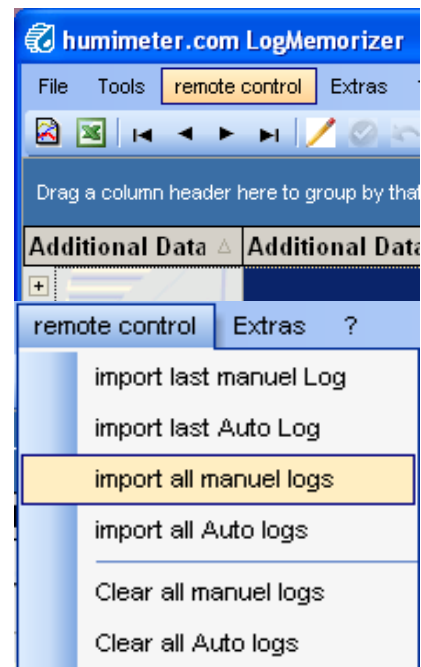 humimeter.com LogMemorizer
File Tools remote control Extras
Drag a column header here to group by that
Additional Data Additional Data
remote control Extras ?
import last manuel Log
import last Auto Log
import all manuel logs
import all Auto logs
Clear all manuel logs
Clear all Auto logs